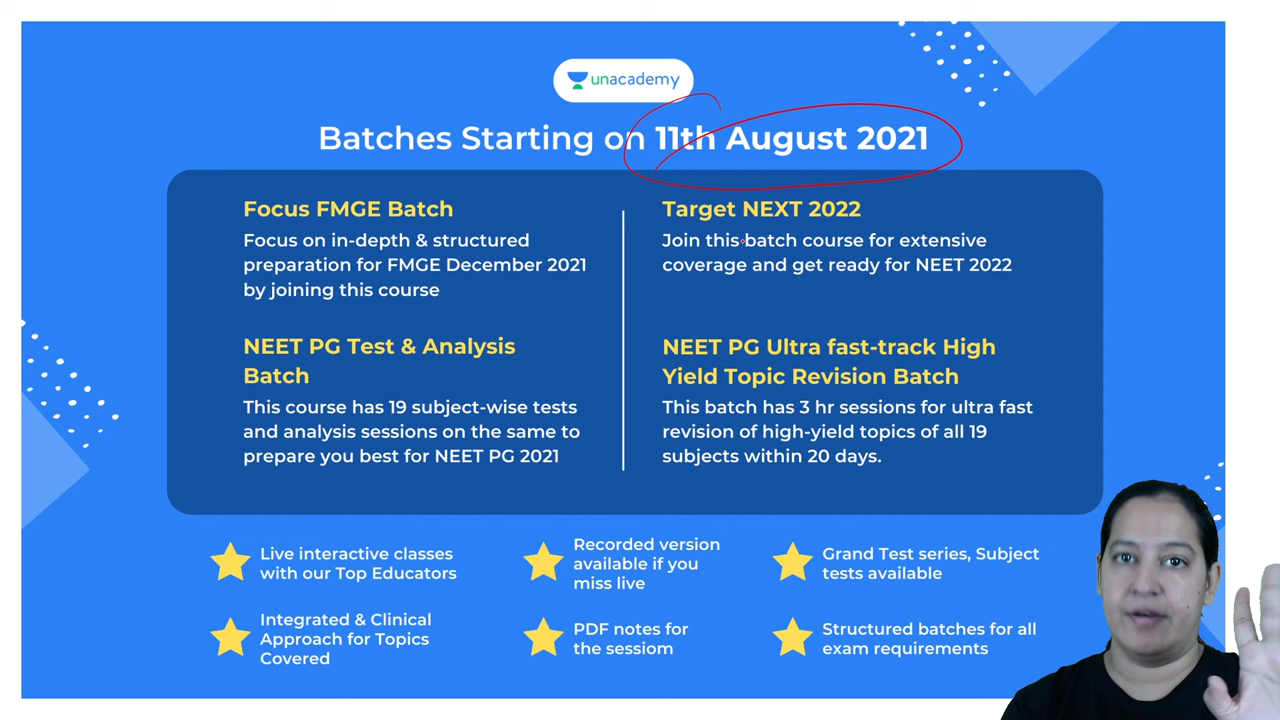 unacademy
Batches Starting on 11th August 2021
Focus FMGE Batch
Focus on in-depth & structured
preparation for FMGE December 2021
by joining this course
Target NEXT 2022
Join this batch course for extensive
coverage and get ready for NEET 2022
NEET PG Test & Analysis
Batch
This course has 19 subject-wise tests
and analysis sessions on the same to
prepare you best for NEET PG 2021
NEET PG Ultra fast-track High
Yield Topic Revision Batch
This batch has 3 hr sessions for ultra fast
revision of high-yield topics of all 19
subjects within 20 days.
Live interactive classes
with our Top Educators
Recorded version
available if you
miss live
Grand Test series, Subject
tests available
Integrated & Clinical
Approach for Topics
Covered
PDF notes for
the sessiom
Structured batches for all
exam requirements